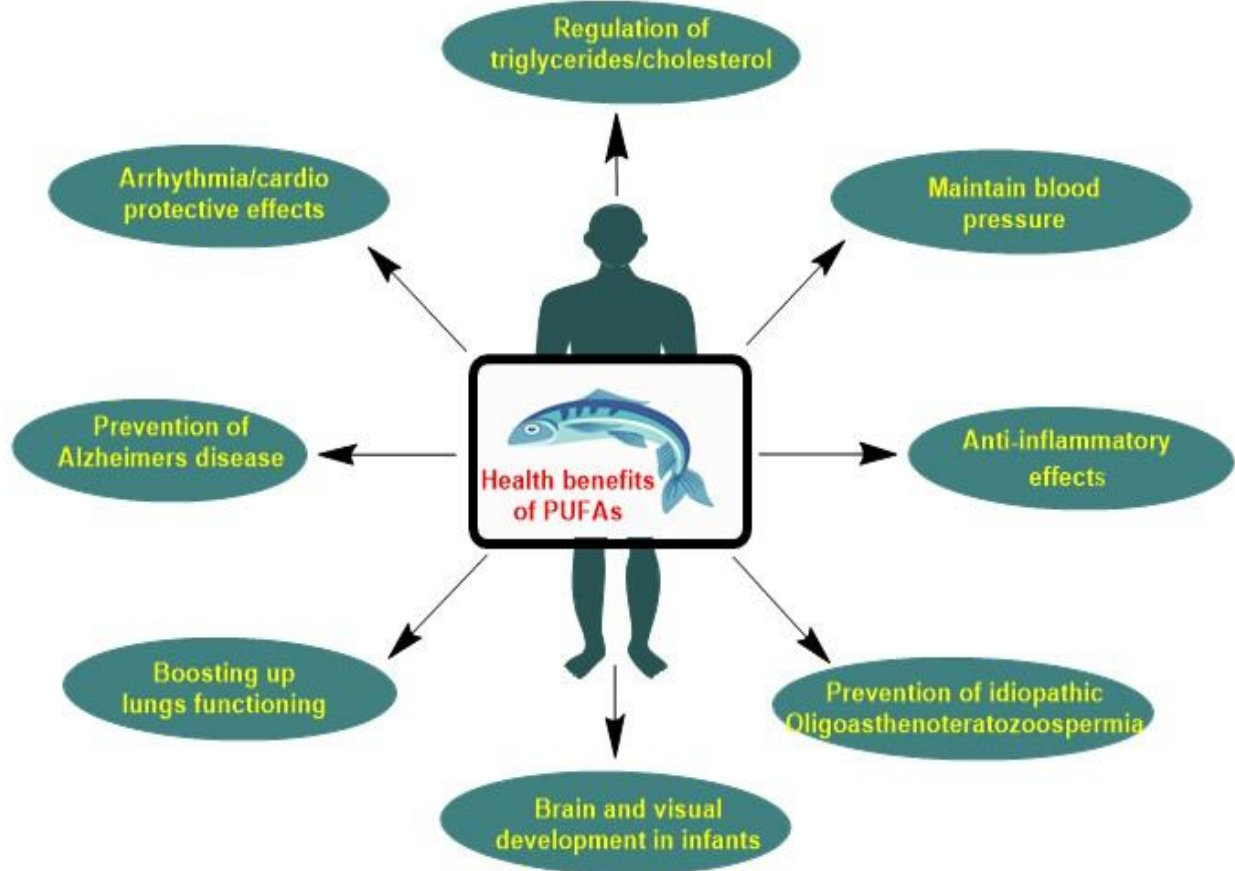 Regulation of
triglycerides/cholesterol
Arrhythmia/cardio
protective effects
Maintain blood
pressure
Prevention of
Alzheimers disease
Health benefits
of PUFAs
Anti-inflammatory
effects
Boosting up
lungs functioning
Prevention of idiopathic
Oligoasthenoteratozoospermia
Brain and visual
development in infants